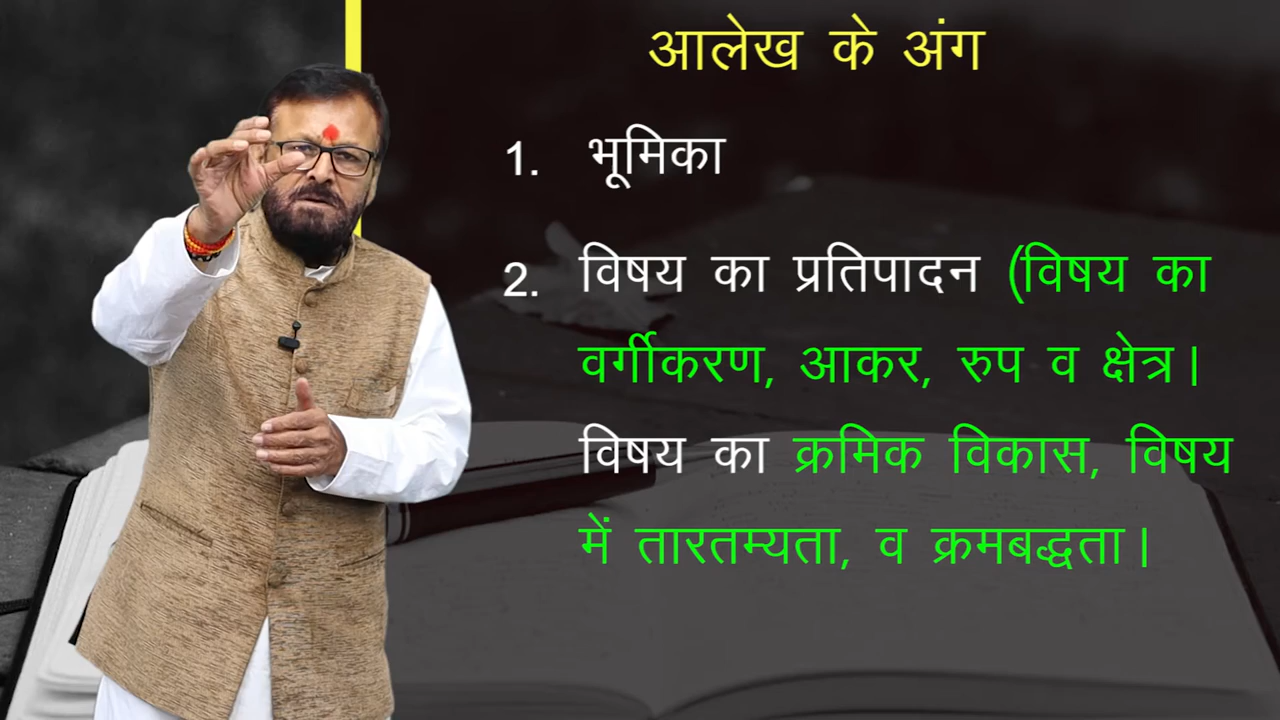 आलेख के अंग
1. भूमिका
2. विषय का प्रतिपादन (विषय का
वर्गीकरण, आकर, रुप व क्षेत्र।
विषय का क्रमिक विकास, विषय
में तारतम्यता, व क्रमबद्धता।